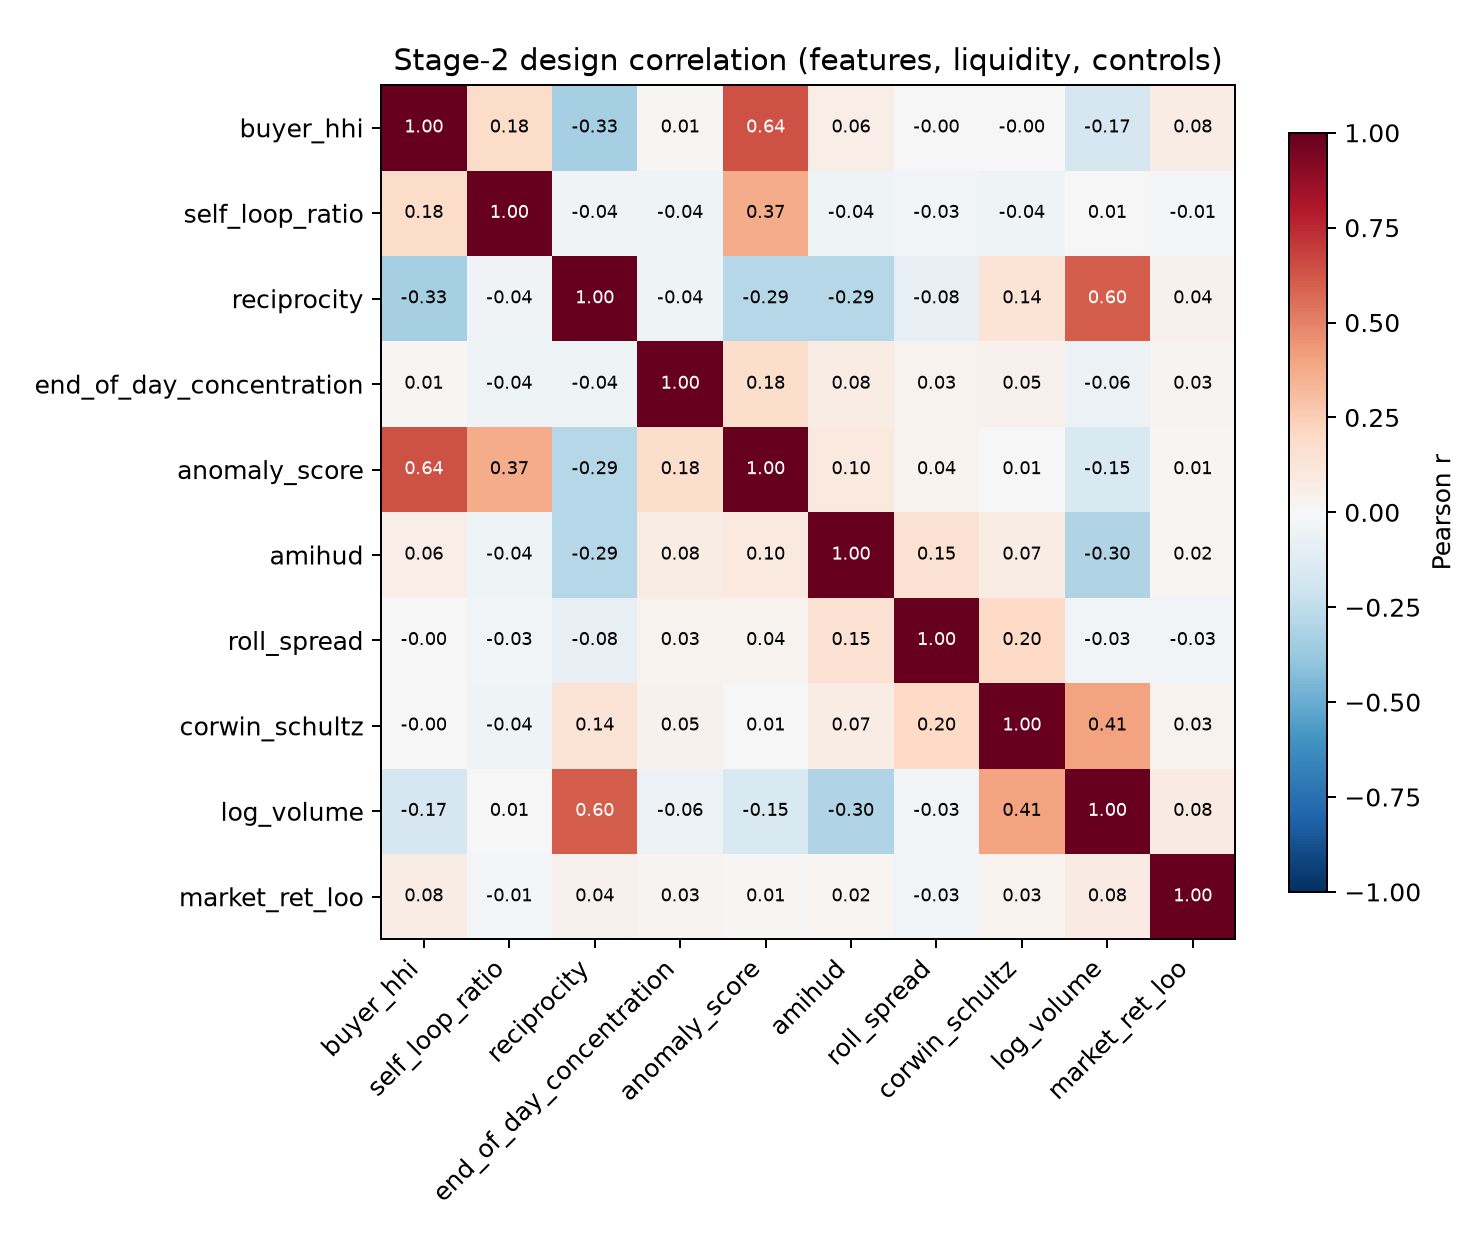 Stage-2 design correlation (features, liquidity, controls)
buyer_hhi 1.00 0.18 -0.33 0.01 0.64 0.06 -0.00 -0.00 -0.17 0.08
self_loop_ratio 0.18 1.00 -0.04 -0.04 0.37 -0.04 -0.03 -0.04 0.01 -0.01
reciprocity -0.33 -0.04 1.00 -0.04 -0.29 -0.29 -0.08 0.14 0.60 0.04
end_of_day_concentration 0.01 -0.04 -0.04 1.00 0.18 0.08 0.03 0.05 -0.06 0.03
anomaly_score 0.64 0.37 -0.29 0.18 1.00 0.10 0.04 0.01 -0.15 0.01
amihud 0.06 -0.04 -0.29 0.08 0.10 1.00 0.15 0.07 -0.30 0.02
roll_spread -0.00 -0.03 -0.08 0.03 0.04 0.15 1.00 0.20 -0.03 -0.03
corwin_schultz -0.00 -0.04 0.14 0.05 0.01 0.07 0.20 1.00 0.41 0.03
log_volume -0.17 0.01 0.60 -0.06 -0.15 -0.30 -0.03 0.41 1.00 0.08
market_ret_loo 0.08 -0.01 0.04 0.03 0.01 0.02 -0.03 0.03 0.08 1.00
buyer_hhi
self_loop_ratio
reciprocity
end_of_day_concentration
anomaly_score
amihud
roll_spread
corwin_schultz
log_volume
market_ret_loo
1.00
0.75
0.50
0.25
0.00
−0.25
−0.50
−0.75
−1.00
Pearson r